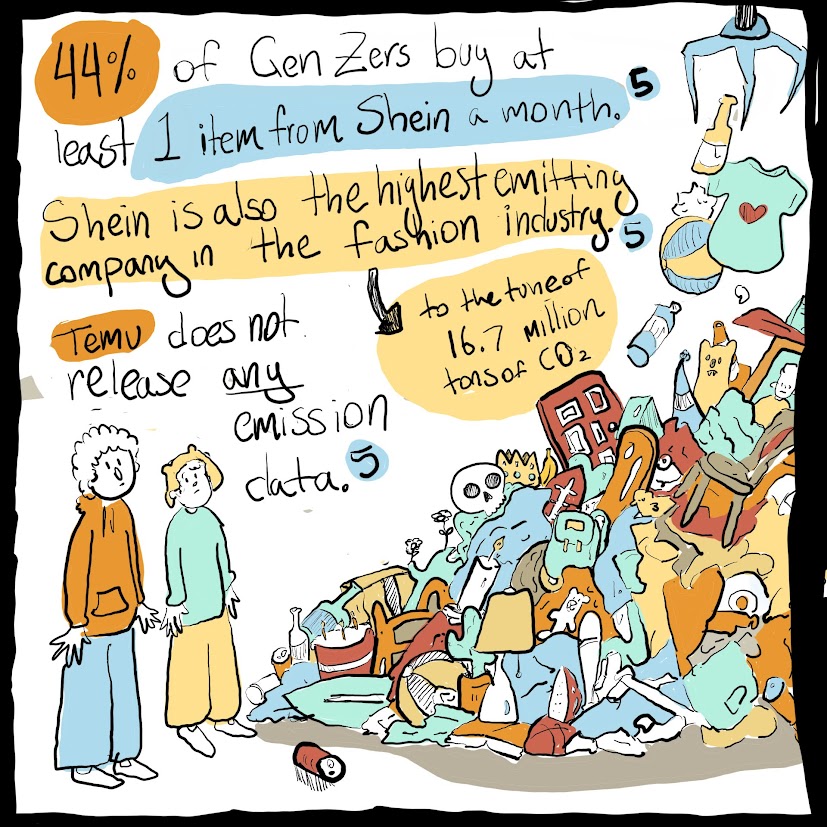 44% of Gen Zers buy at
least 1 item from Shein a month. 5
Shein is also the highest emitting
company in the fashion industry. 5
to the tune of
16.7 million
tons of CO₂
Temu does not
release any
emission
data. 5